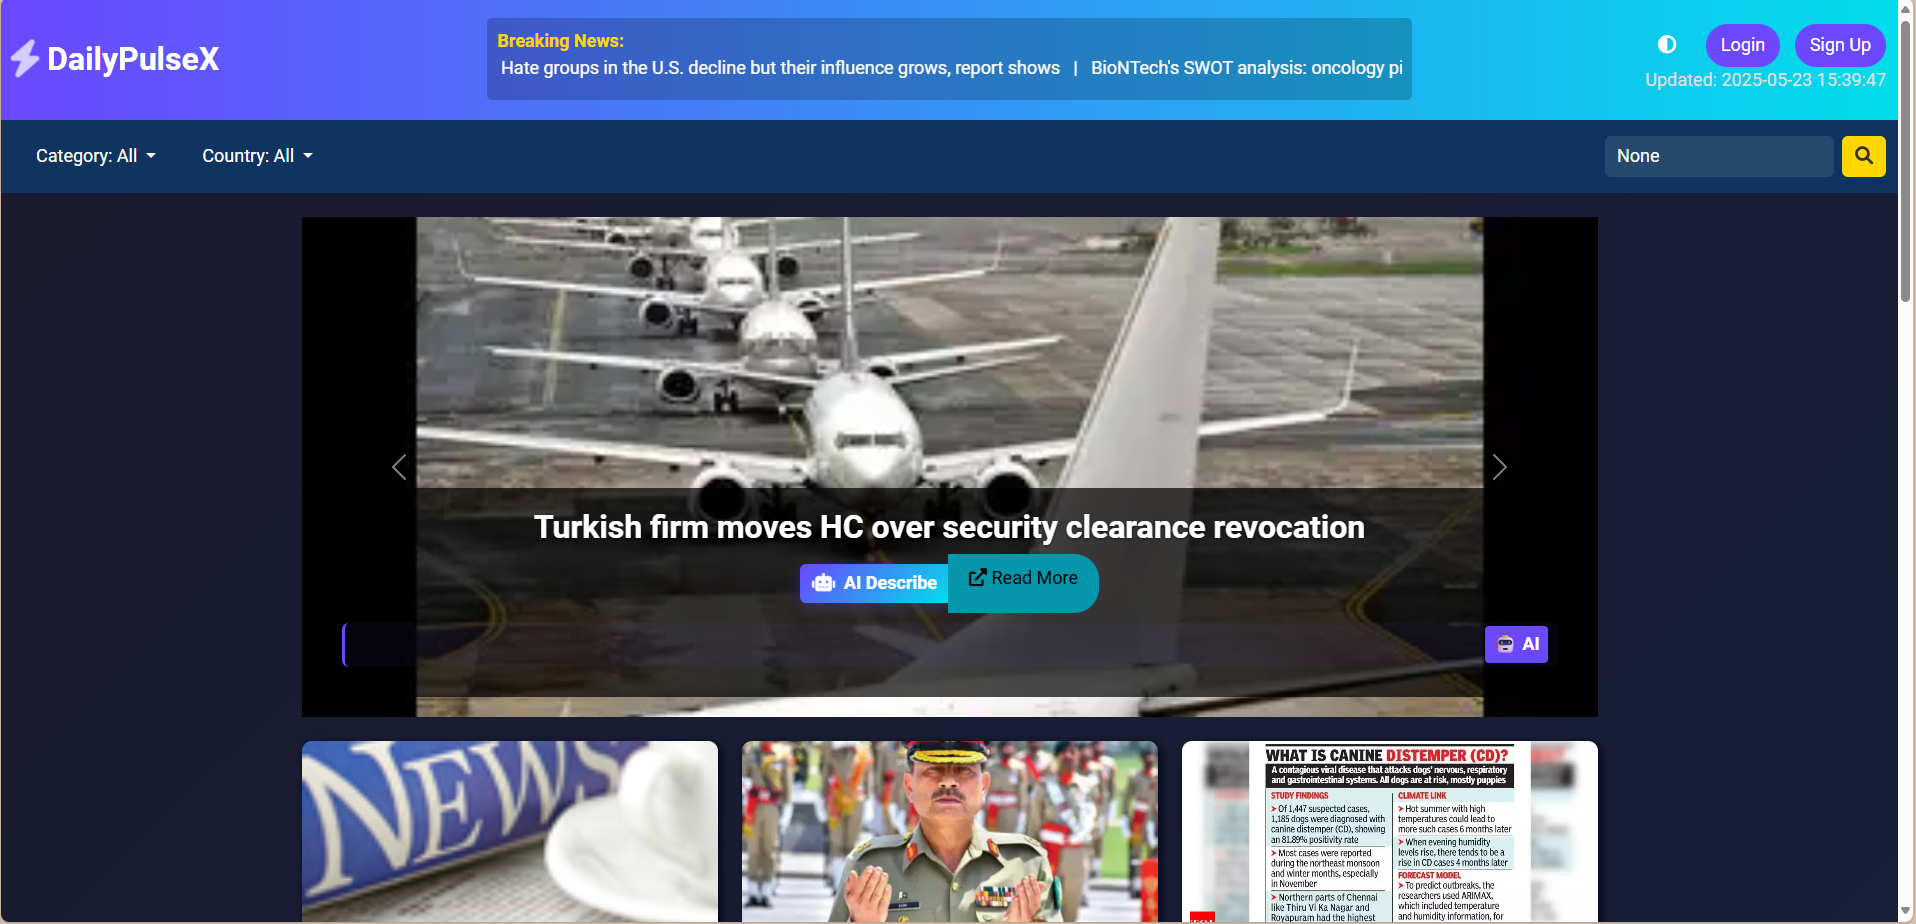 DailyPulseX
Breaking News:
Hate groups in the U.S. decline but their influence grows, report shows | BioNTech's SWOT analysis: oncology pi
Login
Sign Up
Updated: 2025-05-23 15:39:47
Category: All
Country: All
None
Turkish firm moves HC over security clearance revocation
AI Describe
Read More
AI
NEWS
WHAT IS CANINE DISTEMPER (CD)?
A contagious viral disease that attacks dogs' nervous, respiratory
and gastrointestinal systems. All dogs are at risk, mostly puppies
STUDY FINDINGS
➤ Of 1,447 suspected cases,
1,185 dogs were diagnosed with
canine distemper (CD), showing
an 81.89% positivity rate
➤ Most cases were reported
during the northeast monsoon
and winter months, especially
in November
➤ Northern parts of Chennai
like Thiru Vi Ka Nagar and
Royapuram had the highest
CLIMATE LINK
➤ Hot summer with high
temperatures could lead to
more such cases 6 months later
➤ When evening humidity
levels rise, there tends to be a
rise in CD cases 4 months later
FORECAST MODEL
➤ To predict outbreaks, the
researchers used ARIMAX,
which included temperature
and humidity information, for